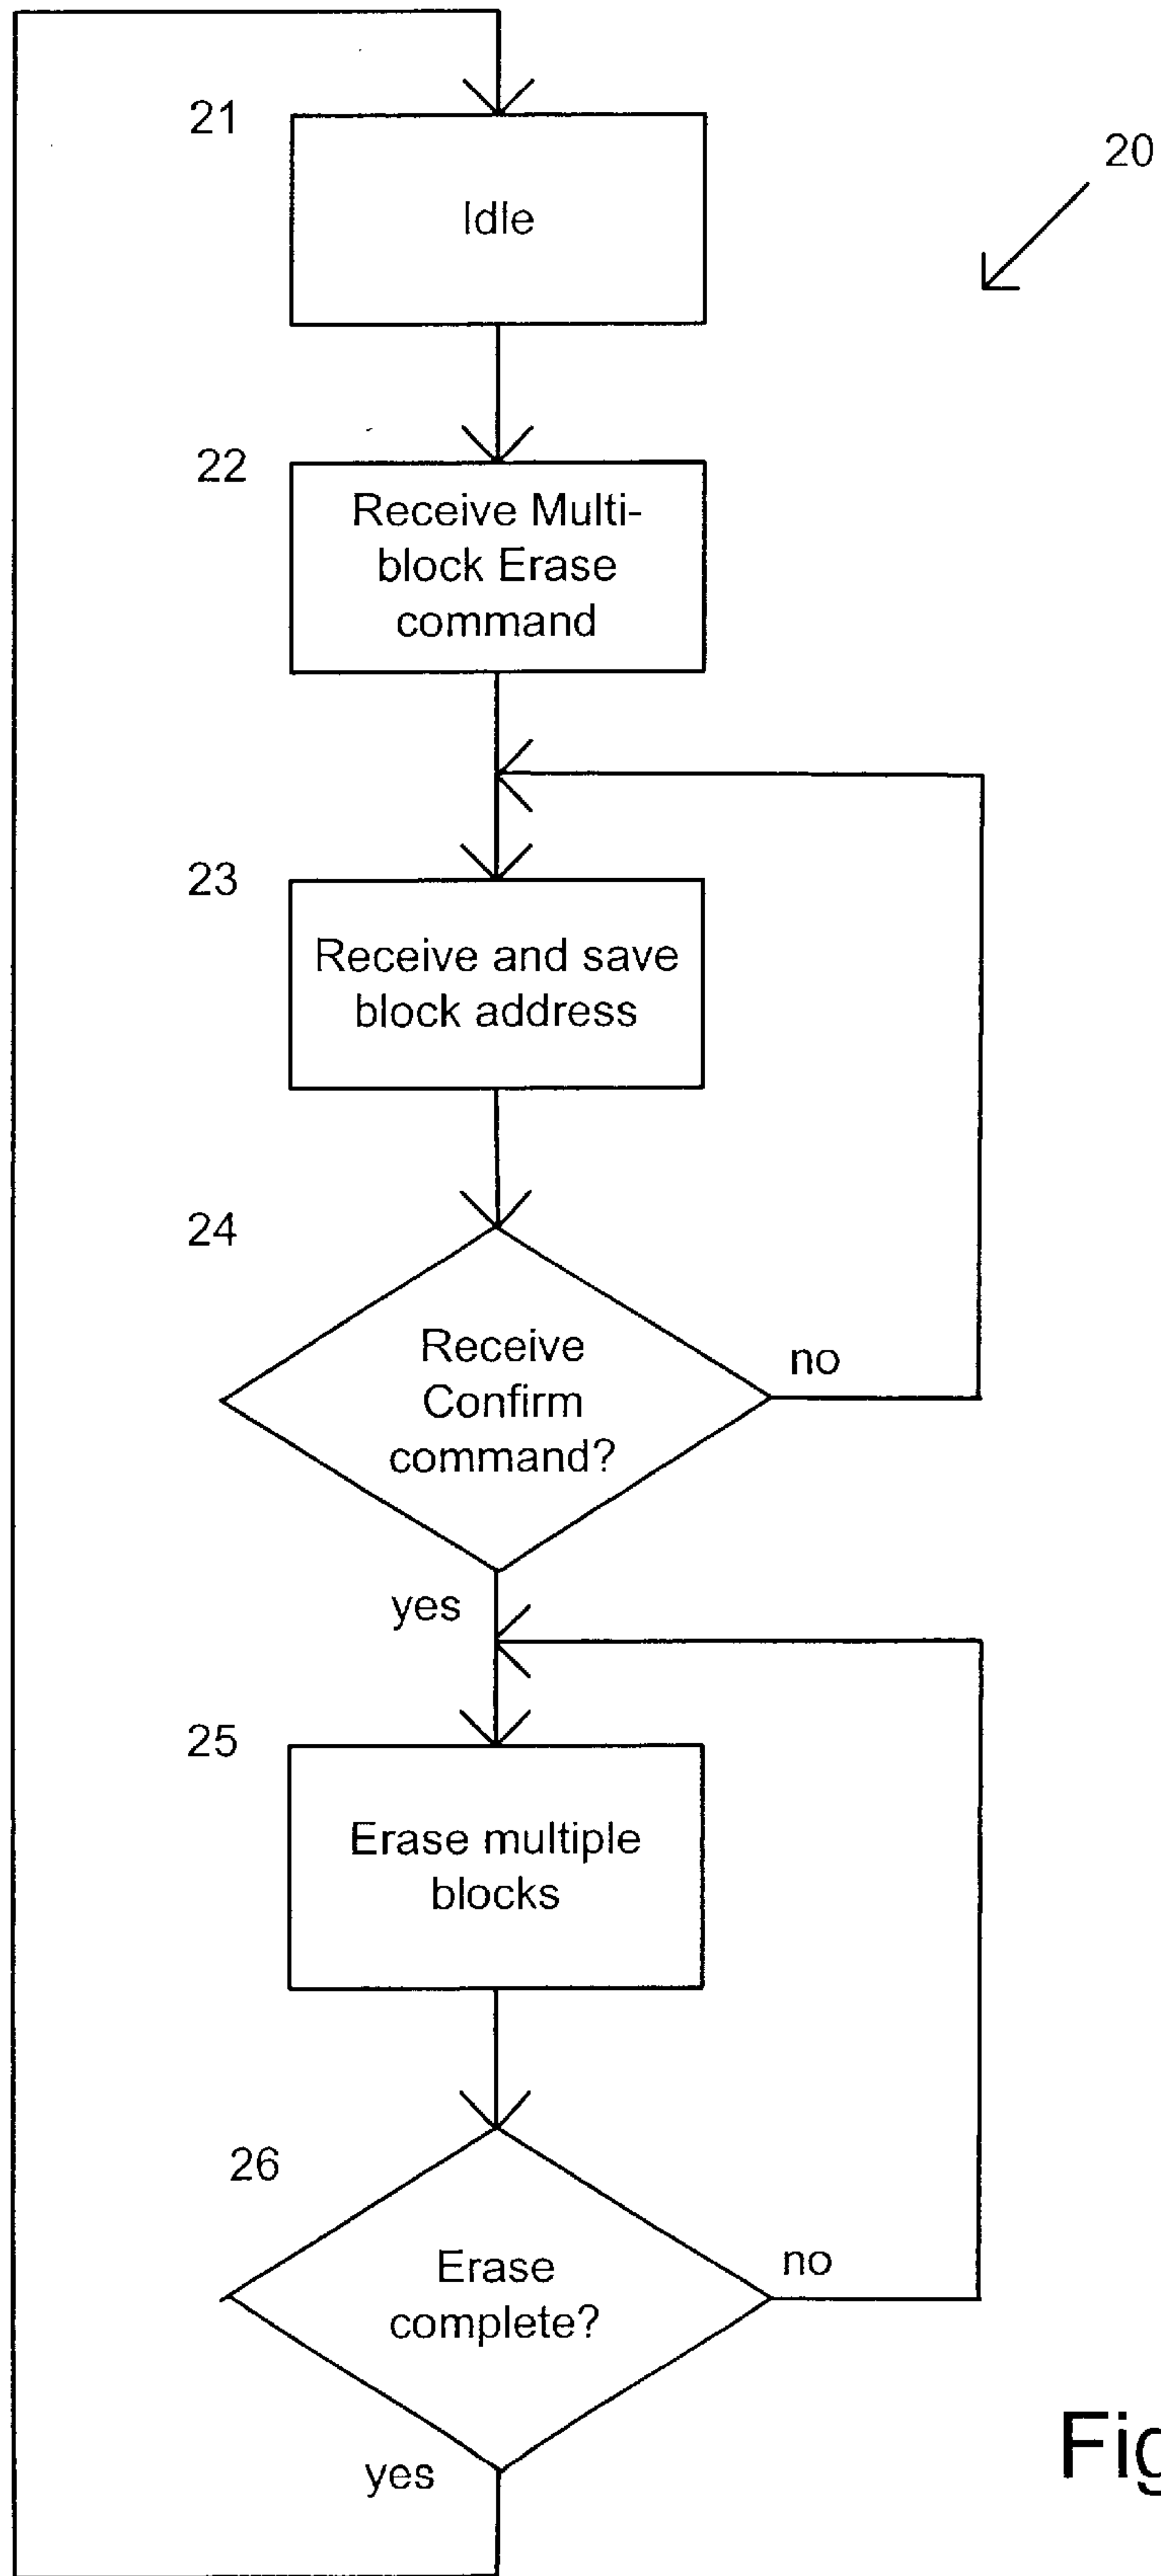 21
Idle
20
22
Receive Multi-
block Erase
command
23
Receive and save
block address
24
Receive
Confirm
command?
no
yes
25
Erase multiple
blocks
26
Erase
complete?
no
yes